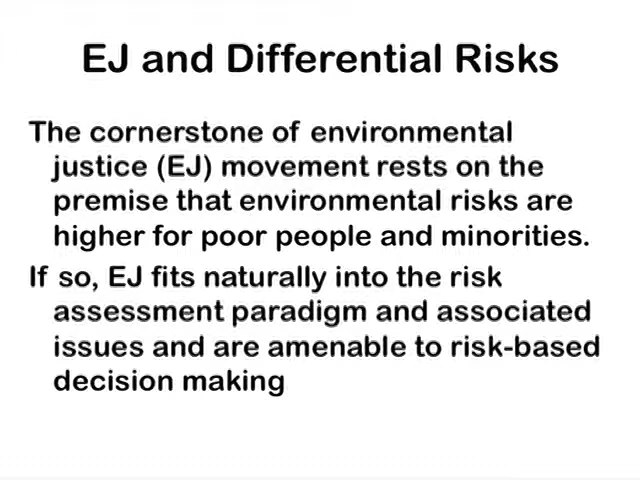 EJ and Differential Risks
The cornerstone of environmental
justice (EJ) movement rests on the
premise that environmental risks are
higher for poor people and minorities.
If so, EJ fits naturally into the risk
assessment paradigm and associated
issues and are amenable to risk-based
decision making